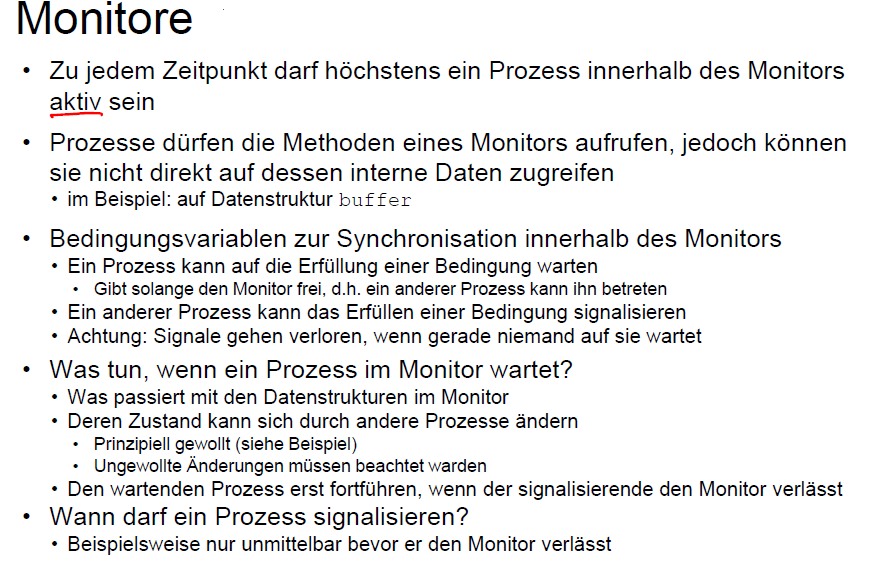 Monitore
• Zu jedem Zeitpunkt darf höchstens ein Prozess innerhalb des Monitors
aktiv sein
• Prozesse dürfen die Methoden eines Monitors aufrufen, jedoch können
sie nicht direkt auf dessen interne Daten zugreifen
• im Beispiel: auf Datenstruktur buffer
• Bedingungsvariablen zur Synchronisation innerhalb des Monitors
• Ein Prozess kann auf die Erfüllung einer Bedingung warten
• Gibt solange den Monitor frei, d.h. ein anderer Prozess kann ihn betreten
• Ein anderer Prozess kann das Erfüllen einer Bedingung signalisieren
• Achtung: Signale gehen verloren, wenn gerade niemand auf sie wartet
• Was tun, wenn ein Prozess im Monitor wartet?
• Was passiert mit den Datenstrukturen im Monitor
• Deren Zustand kann sich durch andere Prozesse ändern
• Prinzipiell gewollt (siehe Beispiel)
• Ungewollte Änderungen müssen beachtet warden
• Den wartenden Prozess erst fortführen, wenn der signalisierende den Monitor verlässt
• Wann darf ein Prozess signalisieren?
• Beispielsweise nur unmittelbar bevor er den Monitor verlässt